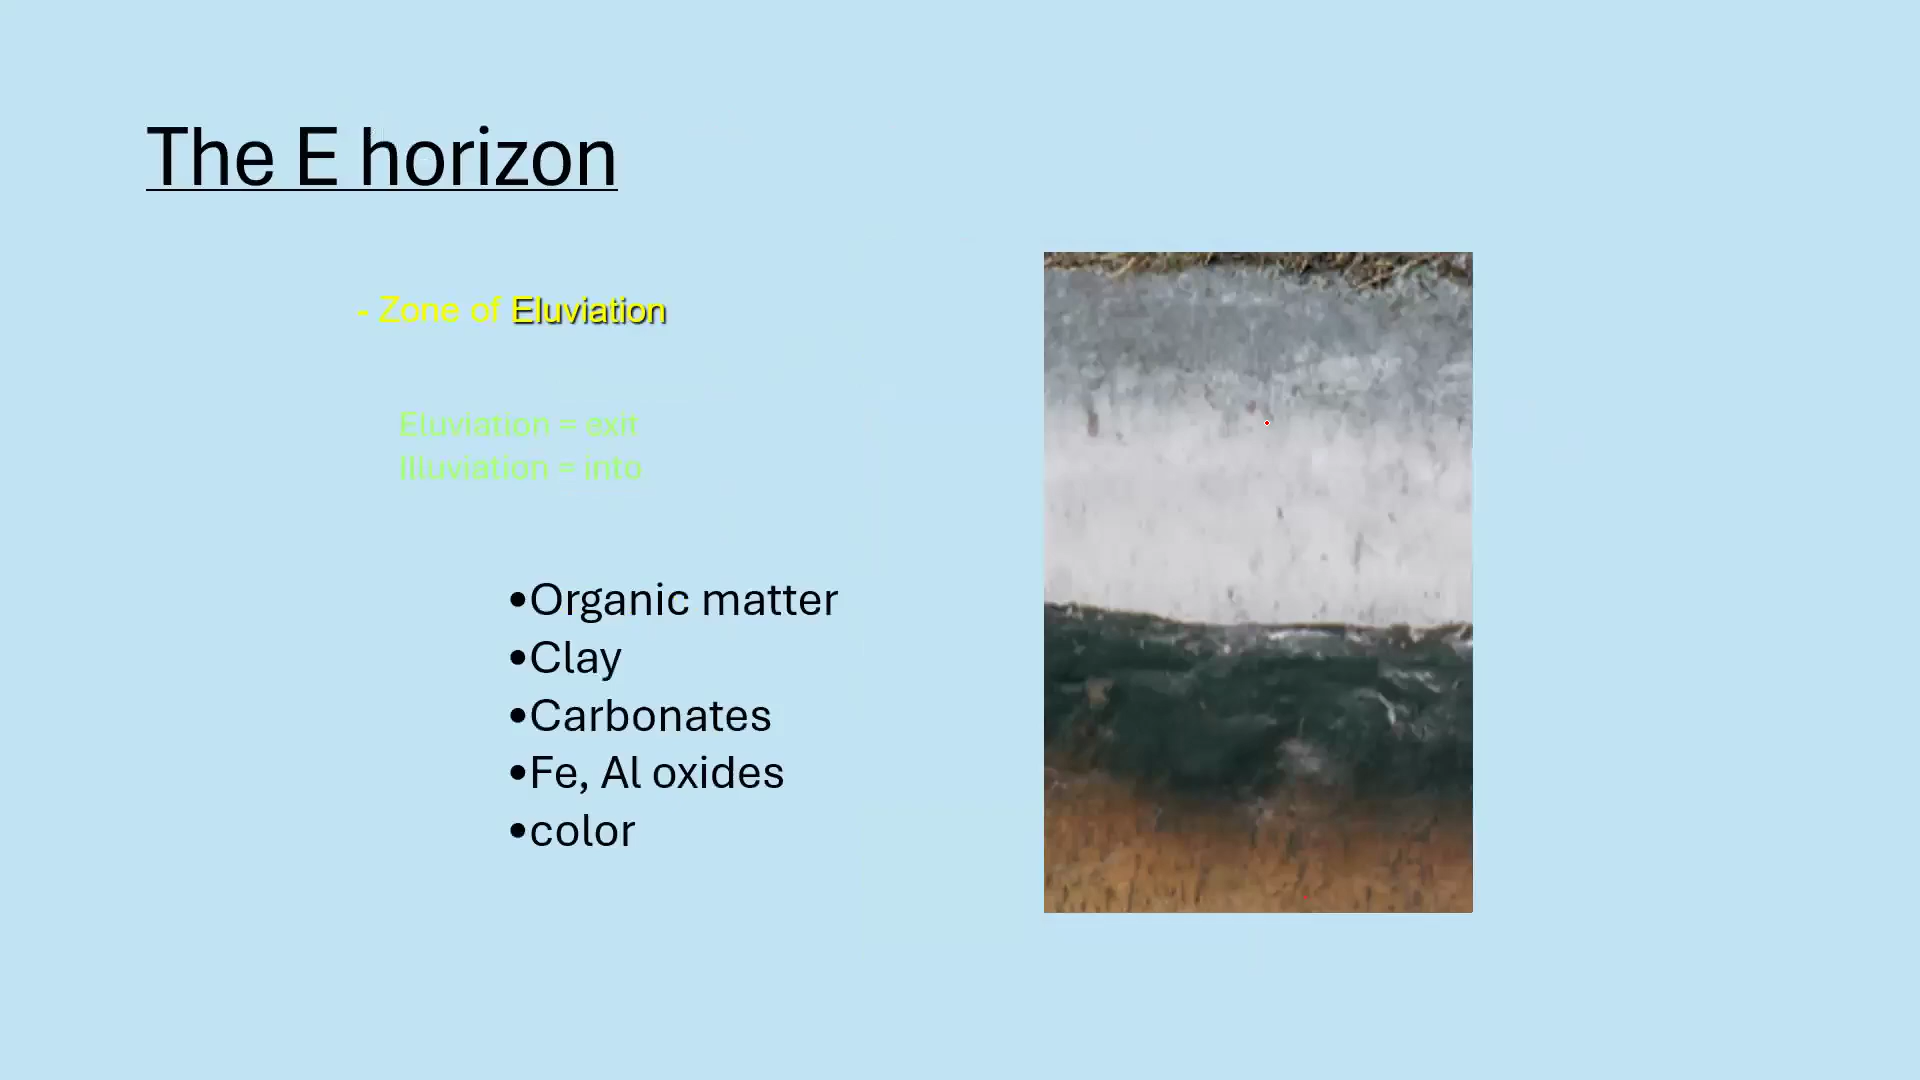 The E horizon
- Zone of Eluviation
Eluviation = exit
Illuviation = into
•Organic matter
•Clay
•Carbonates
•Fe, Al oxides
•color